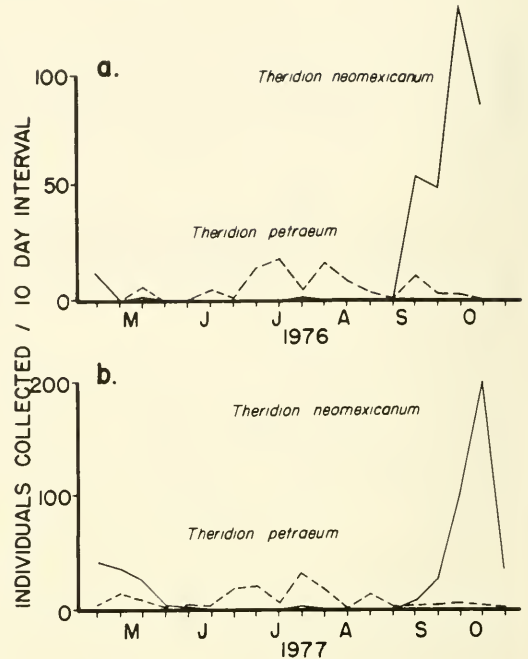 INDIVIDUALS COLLECTED / 10 DAY INTERVAL
a.
Theridion neomexicanum
100
50
Theridion petraeum
0
M J J A S O
1976
b.
200
Theridion neomexicanum
100
Theridion petraeum
0
M J J A S O
1977